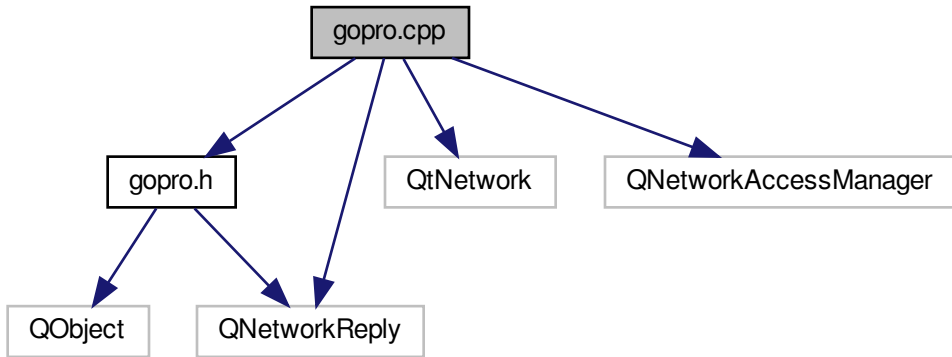 gopro.cpp
gopro.h
QtNetwork
QNetworkAccessManager
QObject
QNetworkReply